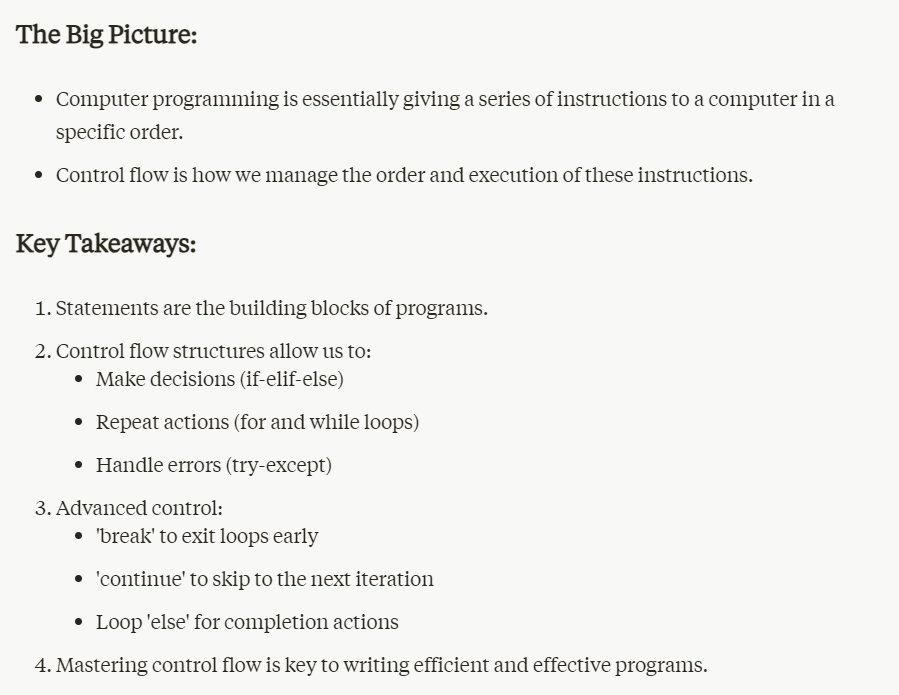 The Big Picture:
• Computer programming is essentially giving a series of instructions to a computer in a
specific order.
• Control flow is how we manage the order and execution of these instructions.
Key Takeaways:
1. Statements are the building blocks of programs.
2. Control flow structures allow us to:
• Make decisions (if-elif-else)
• Repeat actions (for and while loops)
• Handle errors (try-except)
3. Advanced control:
• 'break' to exit loops early
• 'continue' to skip to the next iteration
• Loop 'else' for completion actions
4. Mastering control flow is key to writing efficient and effective programs.